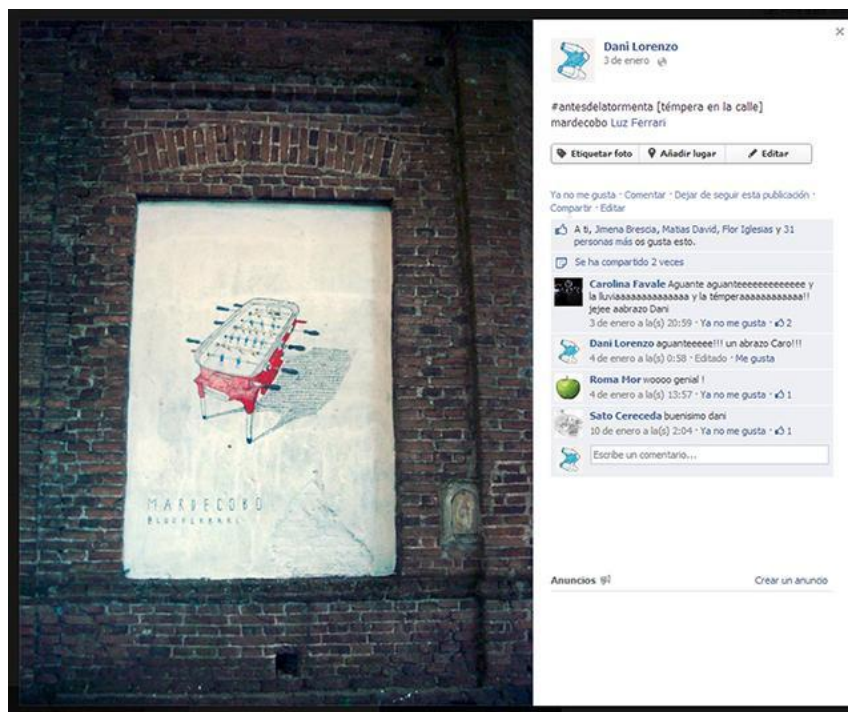 MARDECOBO
Dani Lorenzo
3 de enero
#antesdelatormenta [témpera en la calle]
mardecobo Luz Ferrari
Etiquetar foto Añadir lugar Editar
Ya no me gusta · Comentar · Dejar de seguir esta publicación ·
Compartir · Editar
A ti, Jimena Brescia, Matias David, Flor Iglesias y 31
personas más os gusta esto.
Se ha compartido 2 veces
Carolina Favale Aguante aguanteeeeeeeeeeeee y
la lluviaaaaaaaaaaaaaa y la témperaaaaaaaaaaaa!!
jejee aabrazo Dani
3 de enero a la(s) 20:59 · Ya no me gusta · 2
Dani Lorenzo aguanteeeee!!! un abrazo Caro!!!
4 de enero a la(s) 0:58 · Editado · Me gusta
Roma Mor woooo genial !
4 de enero a la(s) 13:57 · Ya no me gusta · 1
Sato Cereceda buenisimo dani
10 de enero a la(s) 2:04 · Ya no me gusta · 1
Escribe un comentario...
Anuncios Crear un anuncio